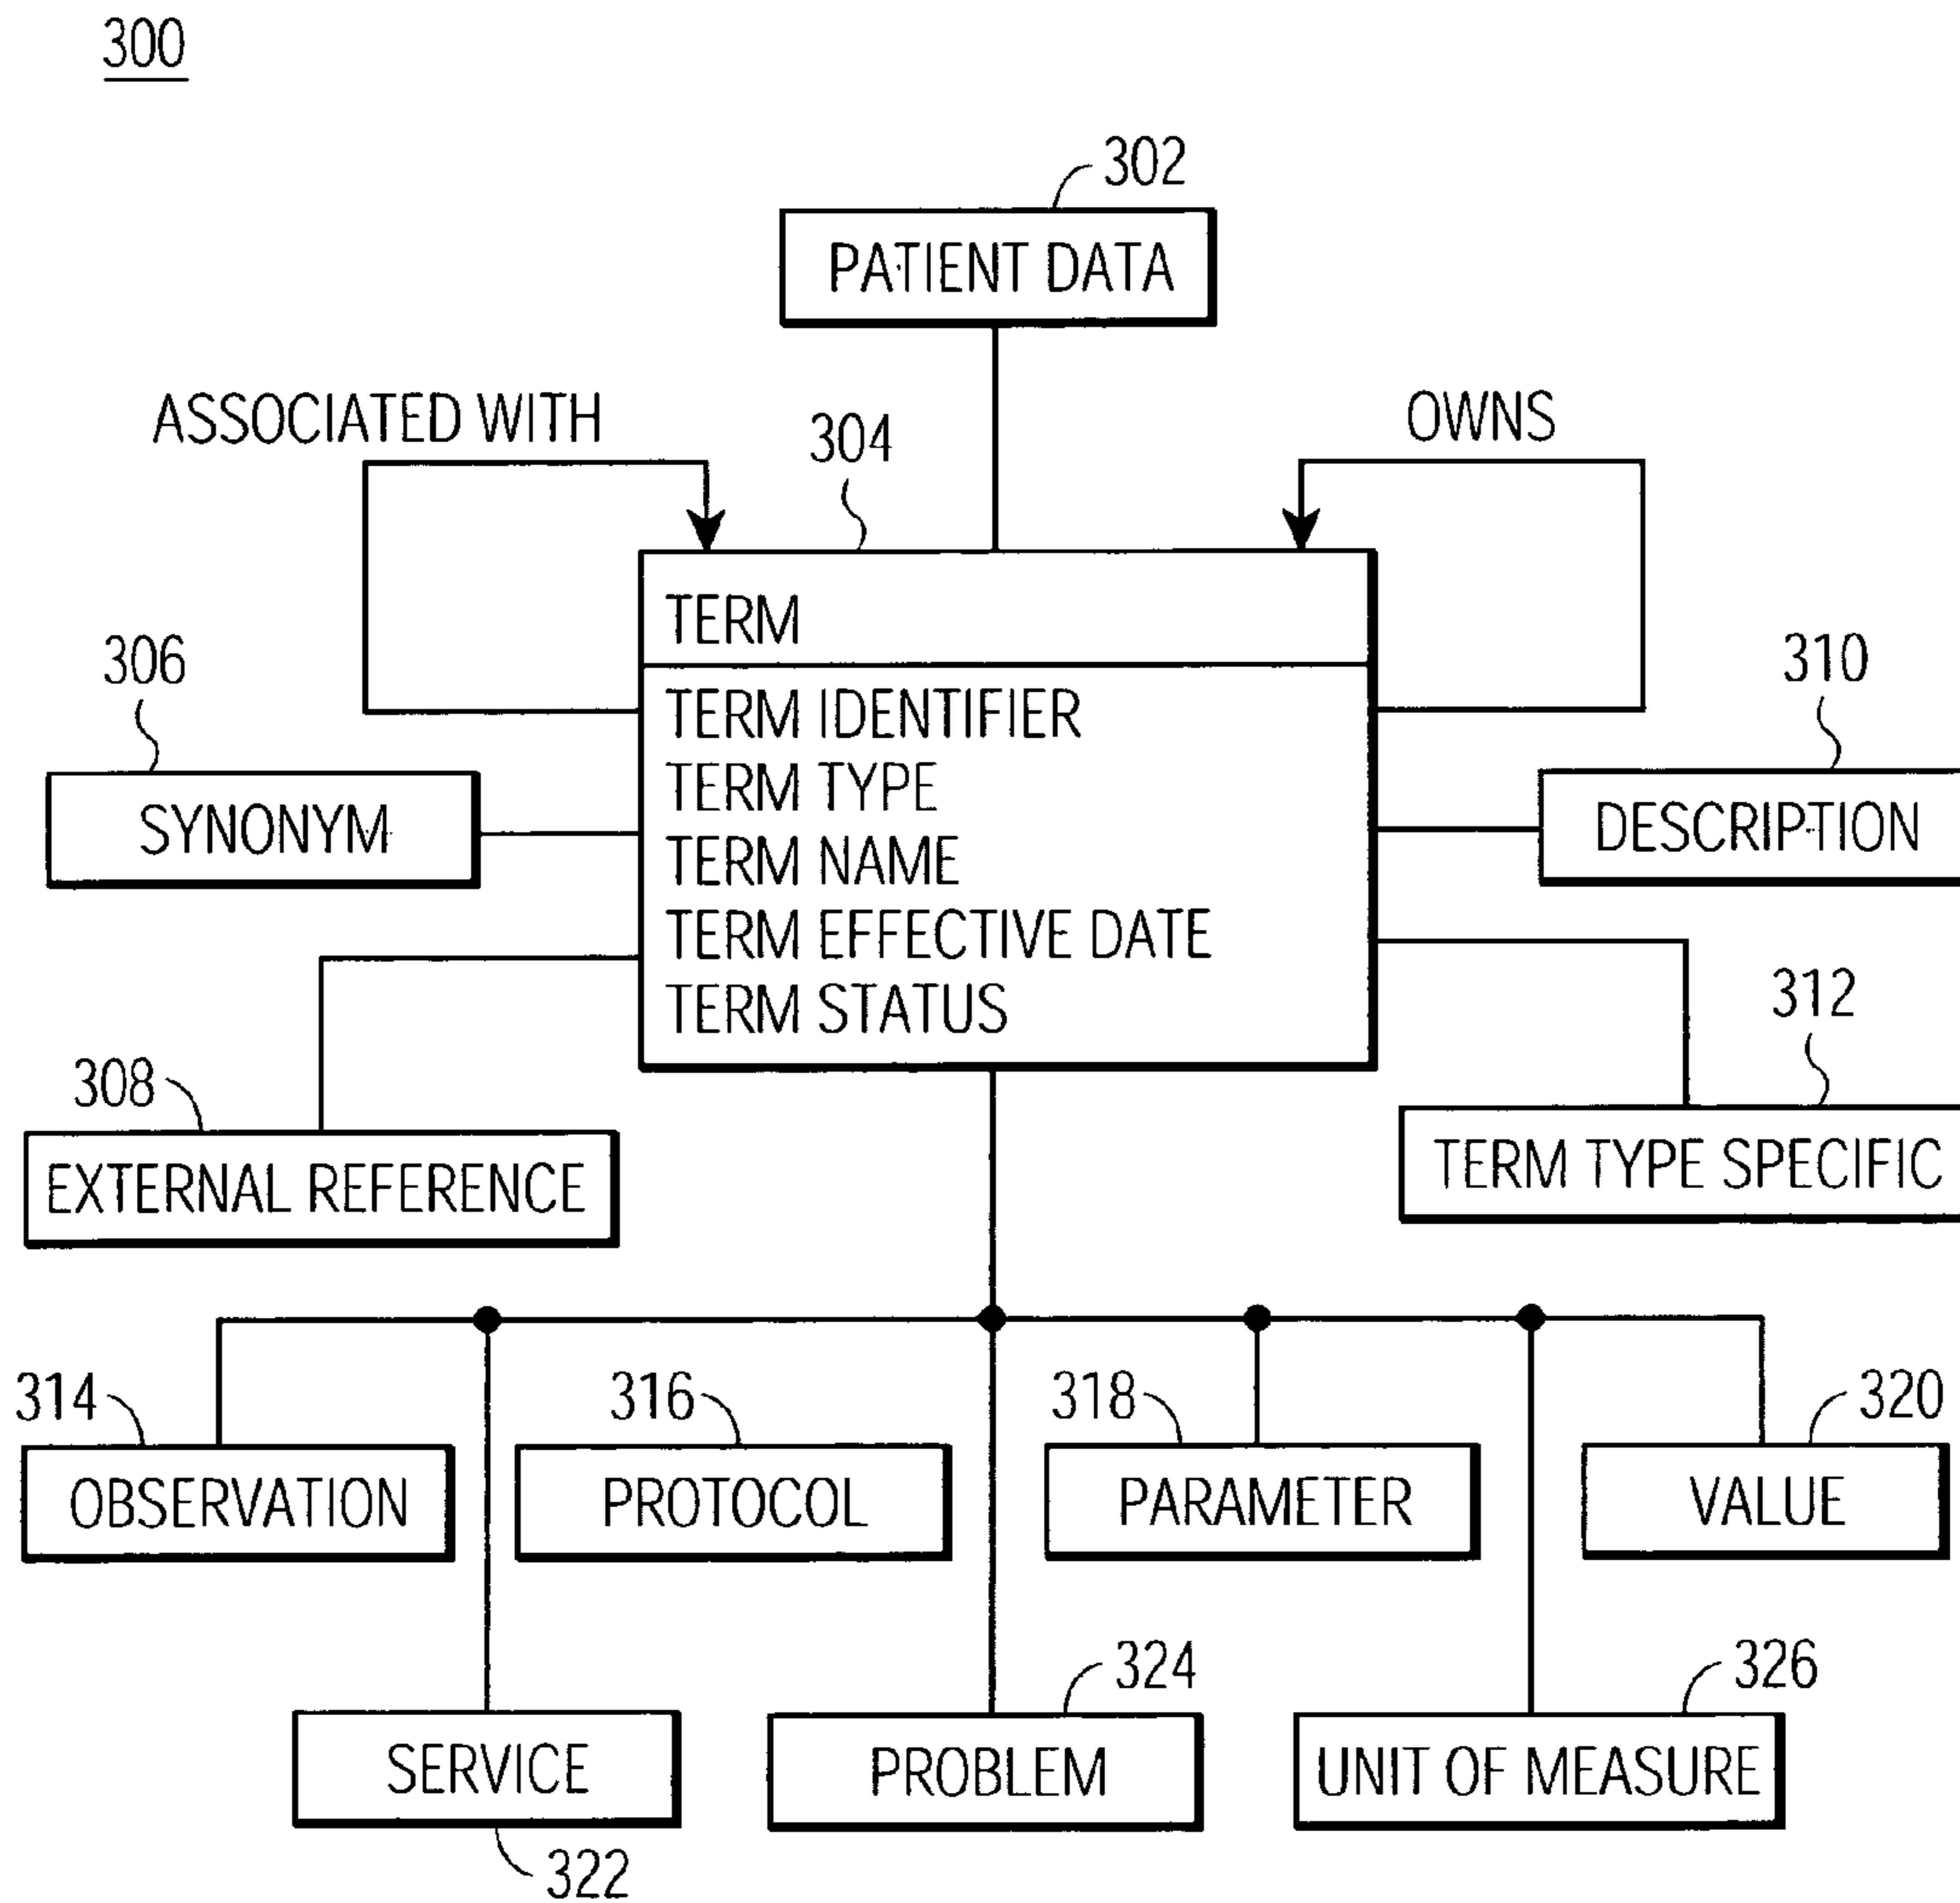 300
302
PATIENT DATA
ASSOCIATED WITH
304
OWNS
TERM
306
310
TERM IDENTIFIER
TERM TYPE
SYNONYM
DESCRIPTION
TERM NAME
TERM EFFECTIVE DATE
TERM STATUS
312
308
EXTERNAL REFERENCE
TERM TYPE SPECIFIC
314
316
318
320
OBSERVATION
PROTOCOL
PARAMETER
VALUE
324
326
SERVICE
PROBLEM
UNIT OF MEASURE
322